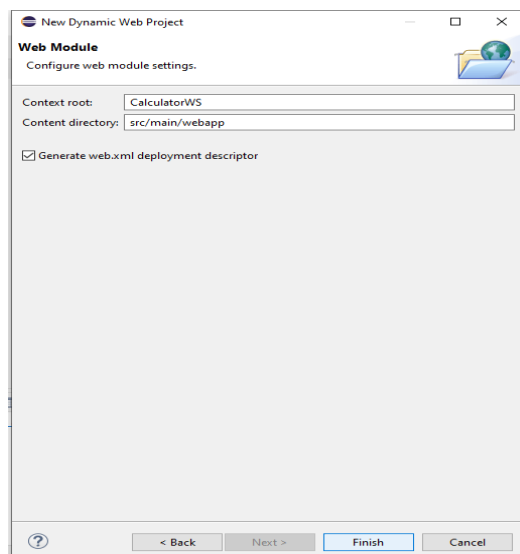 New Dynamic Web Project
Web Module
Configure web module settings.
Context root: CalculatorWS
Content directory: src/main/webapp
Generate web.xml deployment descriptor
? < Back Next > Finish Cancel